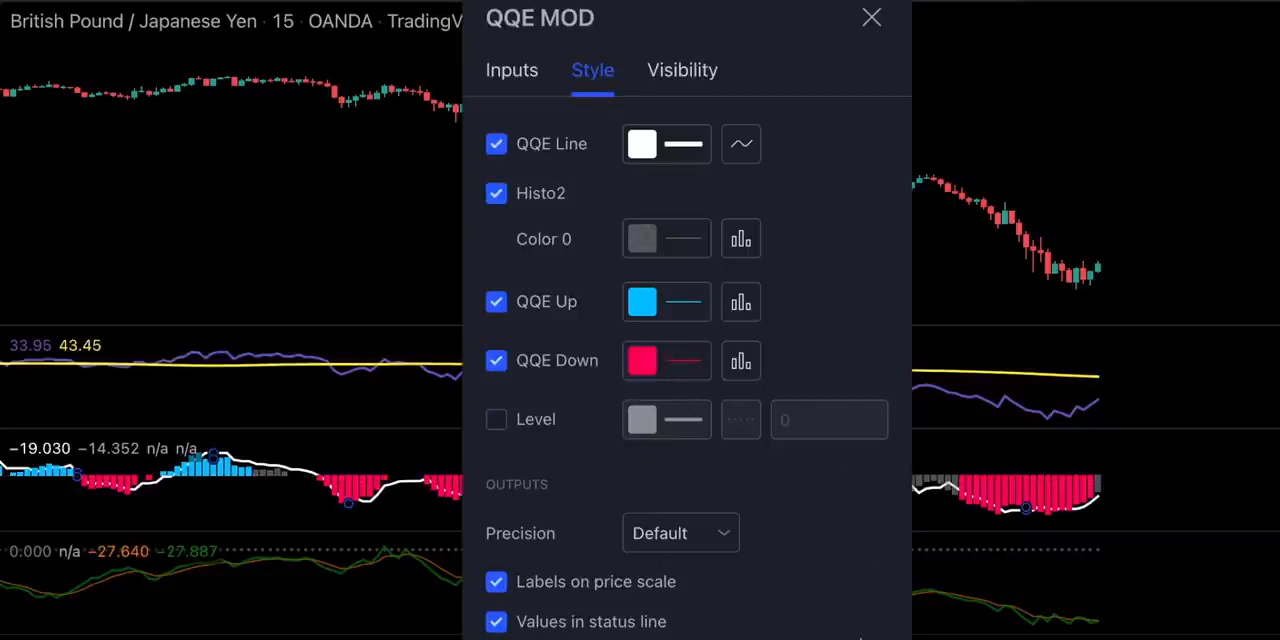 British Pound / Japanese Yen · 15 · OANDA · TradingV
QQE MOD
Inputs Style Visibility
QQE Line
Histo2
Color 0
QQE Up
QQE Down
Level 0
OUTPUTS
Precision Default
Labels on price scale
Values in status line
33.95 43.45
−19.030 −14.352 n/a n/a
0.000 n/a −27.640 −27.887